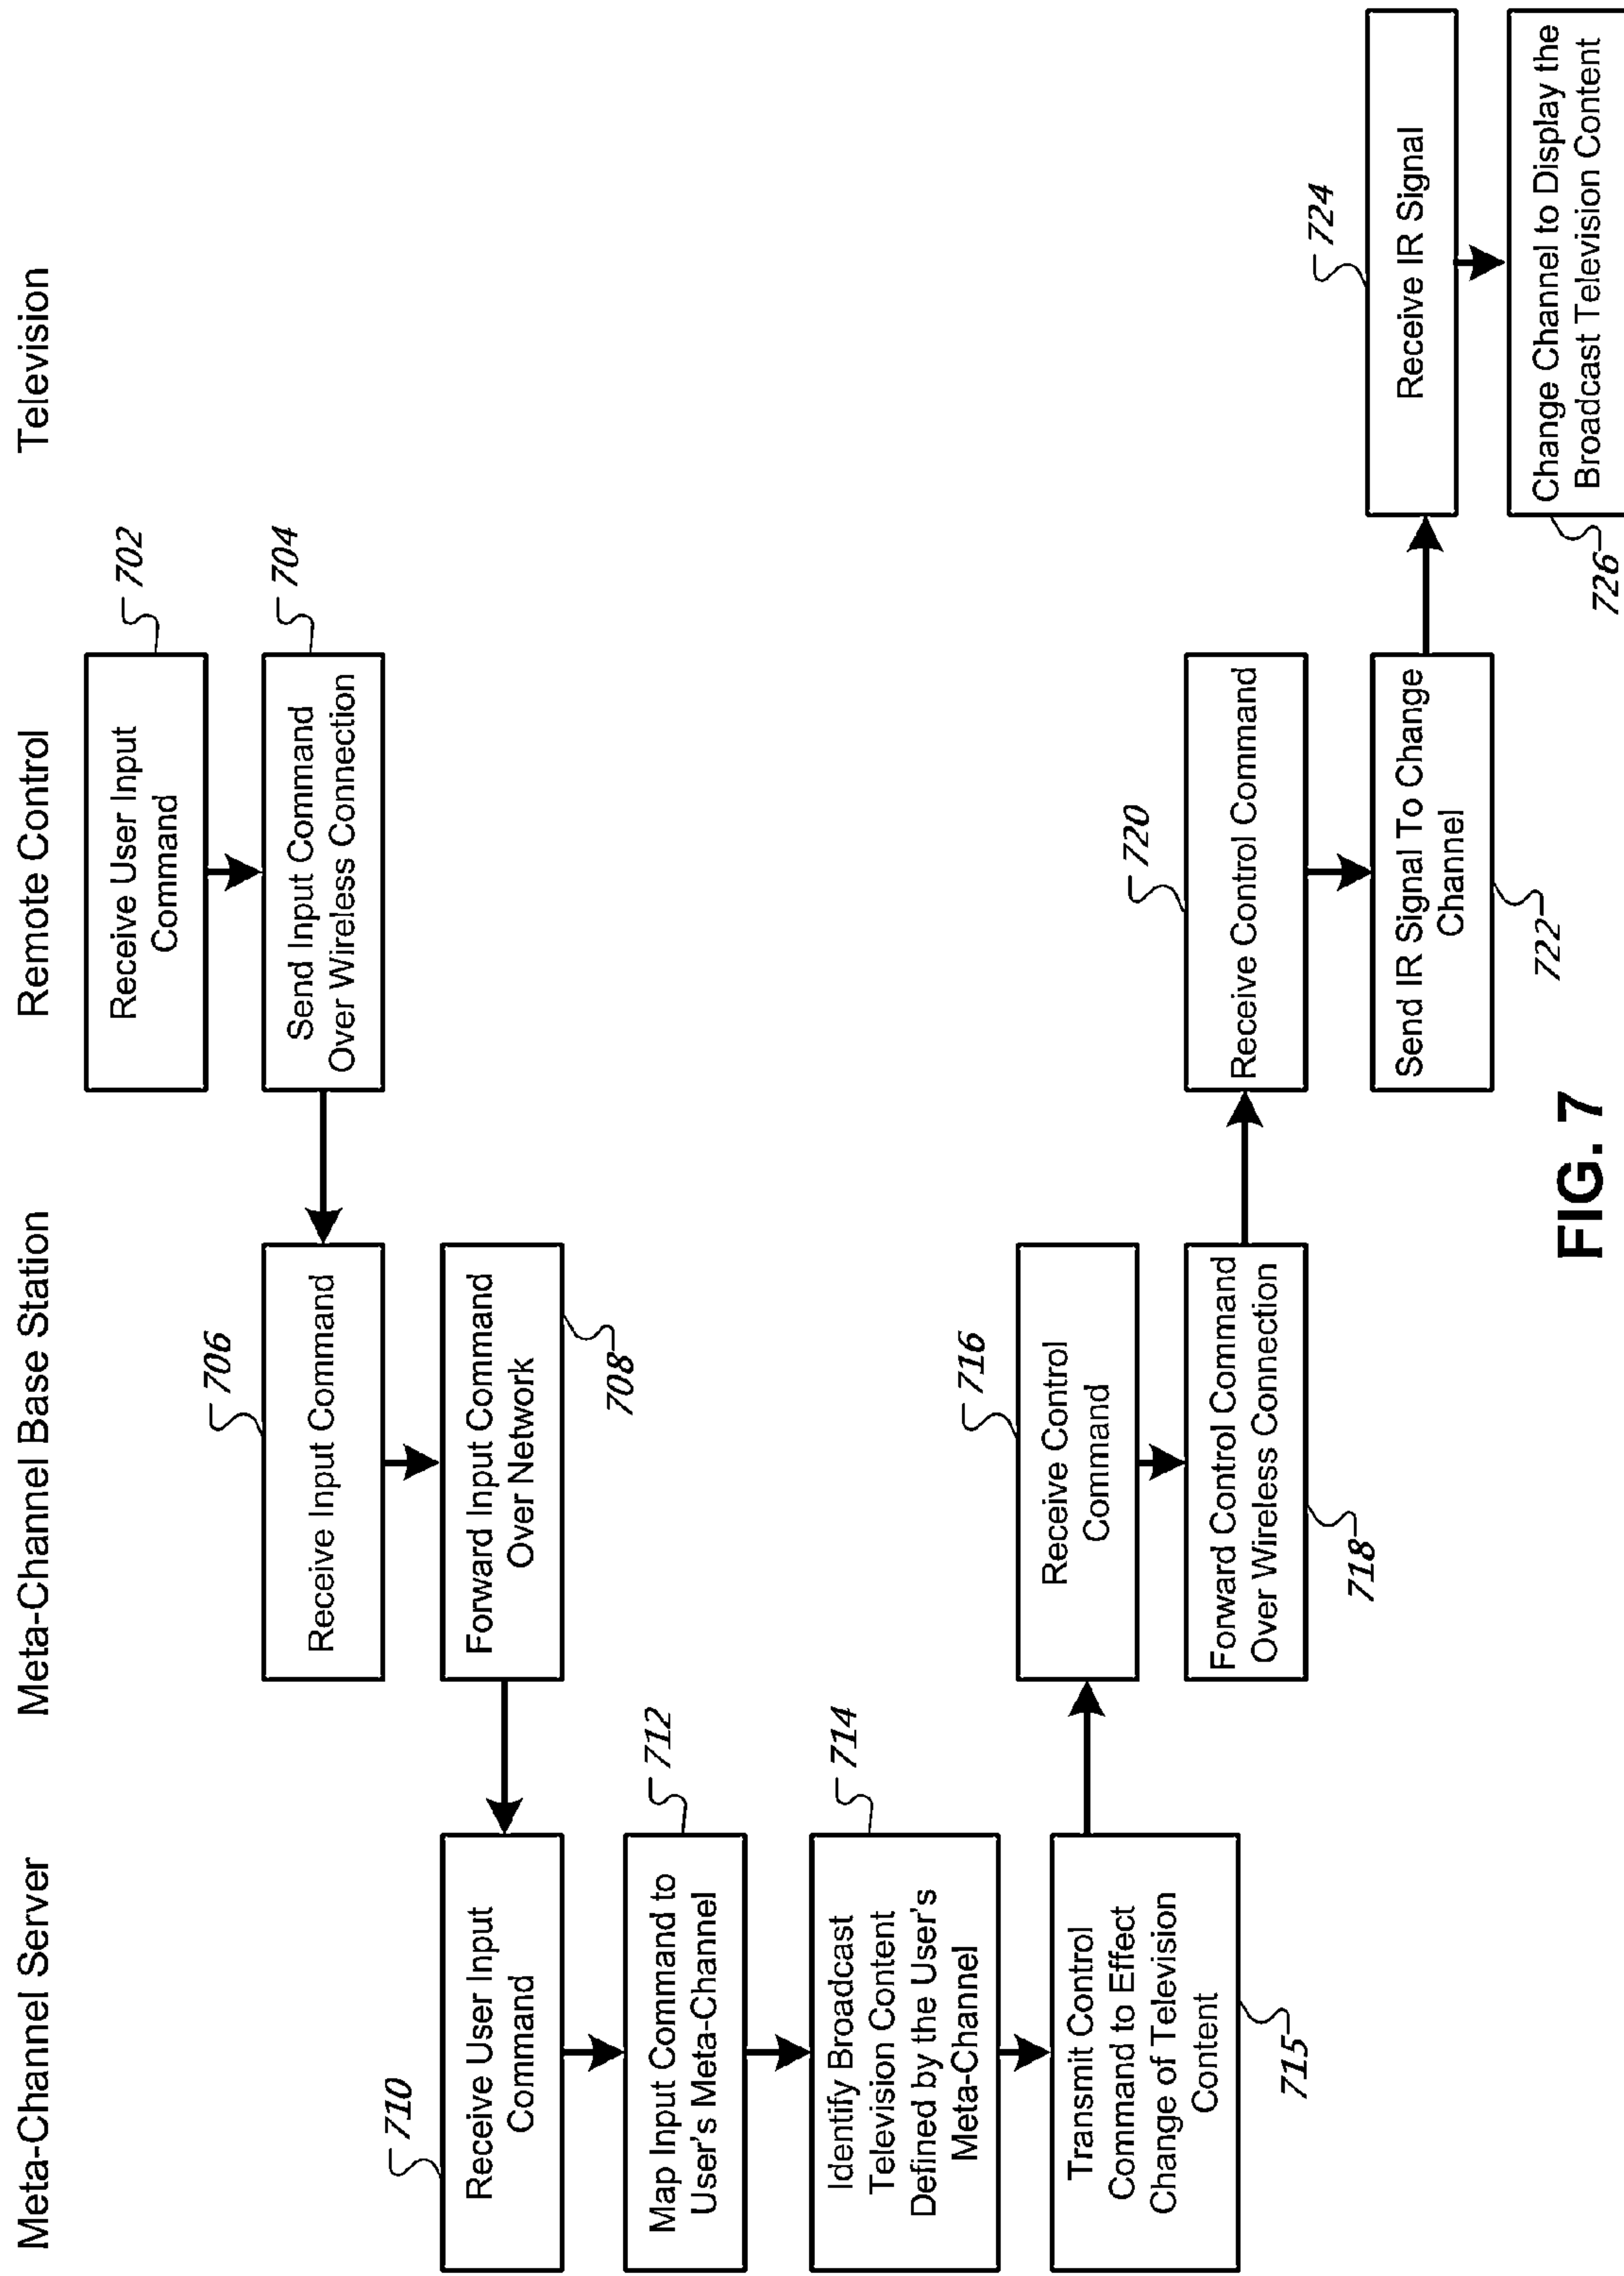 Meta-Channel Server
Meta-Channel Base Station
Remote Control
Television
702
Receive User Input
Command
704
Send Input Command
Over Wireless Connection
706
Receive Input Command
Forward Input Command
Over Network
708
710
Receive User Input
Command
712
Map Input Command to
User's Meta-Channel
714
Identify Broadcast
Television Content
Defined by the User's
Meta-Channel
Transmit Control
Command to Effect
Change of Television
Content
715
716
Receive Control
Command
Forward Control Command
Over Wireless Connection
718
720
Receive Control Command
Send IR Signal To Change
Channel
722
724
Receive IR Signal
Change Channel to Display the
Broadcast Television Content
726
FIG. 7